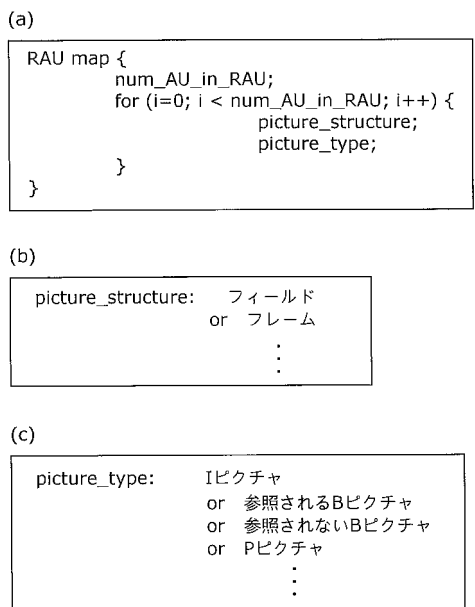 (a)
RAU map {
num_AU_in_RAU;
for (i=0; i < num_AU_in_RAU; i++) {
picture_structure;
picture_type;
}
}
(b)
picture_structure: フィールド
or フレーム
⋮
(c)
picture_type: Iピクチャ
or 参照されるBピクチャ
or 参照されないBピクチャ
or Pピクチャ
⋮